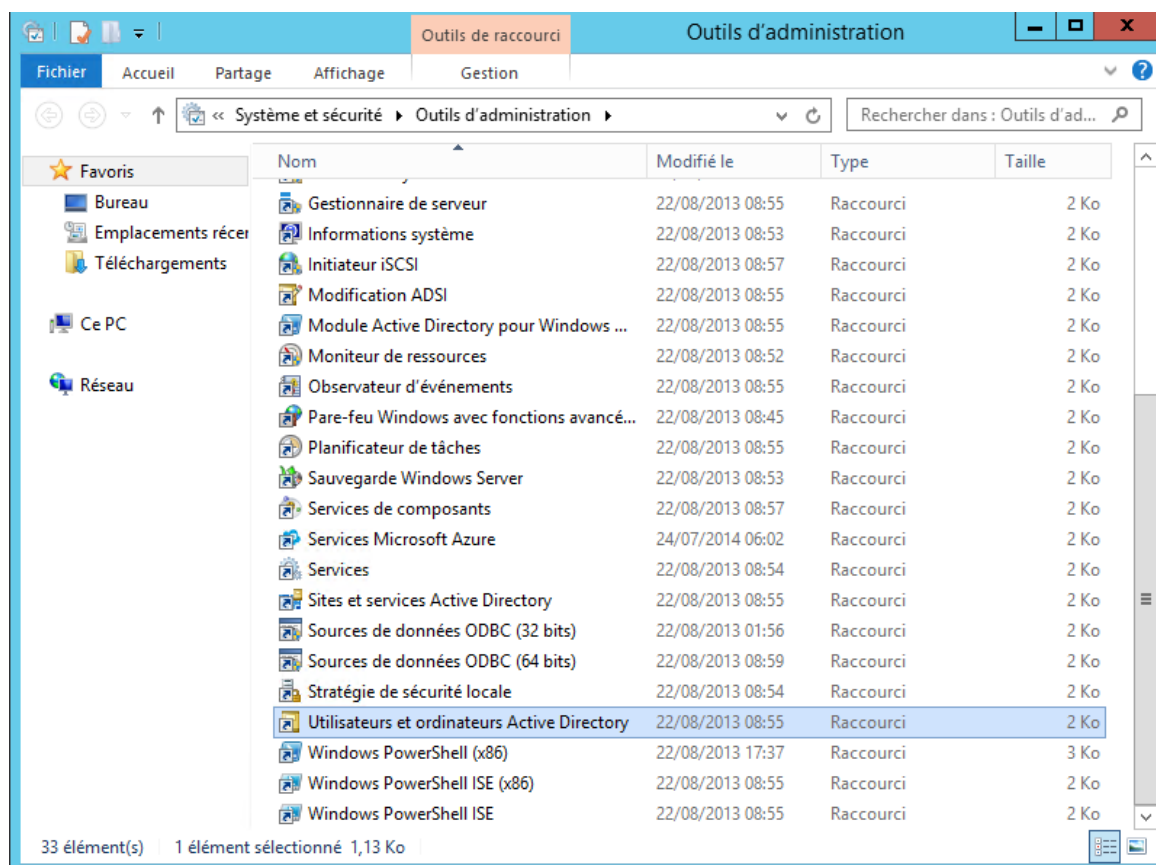 Outils de raccourci
Outils d'administration
Fichier Accueil Partage Affichage Gestion
« Système et sécurité Outils d'administration
Rechercher dans : Outils d'ad...
Favoris
Bureau
Emplacements récer
Téléchargements
Ce PC
Réseau
Nom Modifié le Type Taille
Gestionnaire de serveur 22/08/2013 08:55 Raccourci 2 Ko
Informations système 22/08/2013 08:53 Raccourci 2 Ko
Initiateur iSCSI 22/08/2013 08:57 Raccourci 2 Ko
Modification ADSI 22/08/2013 08:55 Raccourci 2 Ko
Module Active Directory pour Windows ... 22/08/2013 08:55 Raccourci 2 Ko
Moniteur de ressources 22/08/2013 08:52 Raccourci 2 Ko
Observateur d'événements 22/08/2013 08:55 Raccourci 2 Ko
Pare-feu Windows avec fonctions avancé... 22/08/2013 08:45 Raccourci 2 Ko
Planificateur de tâches 22/08/2013 08:55 Raccourci 2 Ko
Sauvegarde Windows Server 22/08/2013 08:53 Raccourci 2 Ko
Services de composants 22/08/2013 08:57 Raccourci 2 Ko
Services Microsoft Azure 24/07/2014 06:02 Raccourci 2 Ko
Services 22/08/2013 08:54 Raccourci 2 Ko
Sites et services Active Directory 22/08/2013 08:55 Raccourci 2 Ko
Sources de données ODBC (32 bits) 22/08/2013 01:56 Raccourci 2 Ko
Sources de données ODBC (64 bits) 22/08/2013 08:59 Raccourci 2 Ko
Stratégie de sécurité locale 22/08/2013 08:54 Raccourci 2 Ko
Utilisateurs et ordinateurs Active Directory 22/08/2013 08:55 Raccourci 2 Ko
Windows PowerShell (x86) 22/08/2013 17:37 Raccourci 3 Ko
Windows PowerShell ISE (x86) 22/08/2013 08:55 Raccourci 2 Ko
Windows PowerShell ISE 22/08/2013 08:55 Raccourci 2 Ko
33 élément(s) 1 élément sélectionné 1,13 Ko